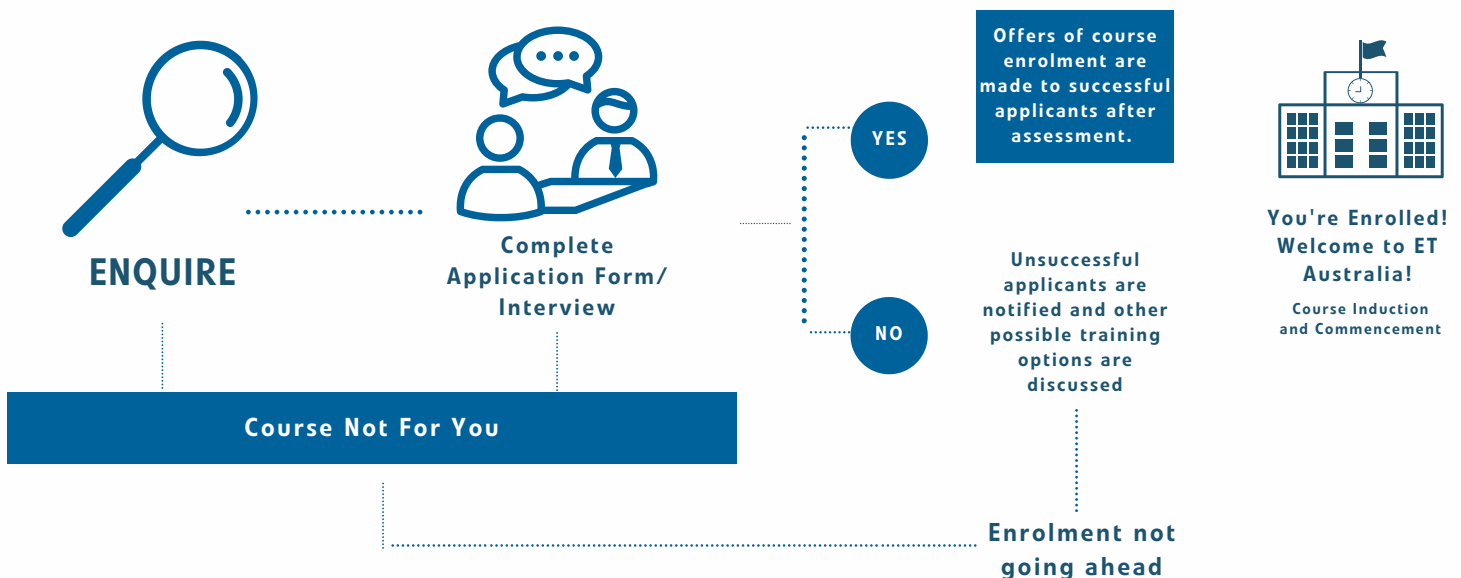 ENQUIRE
Complete
Application Form/
Interview
YES
NO
Offers of course
enrolment are
made to successful
applicants after
assessment.
Unsuccessful
applicants are
notified and other
possible training
options are
discussed
You're Enrolled!
Welcome to ET
Australia!
Course Induction
and Commencement
Course Not For You
Enrolment not
going ahead